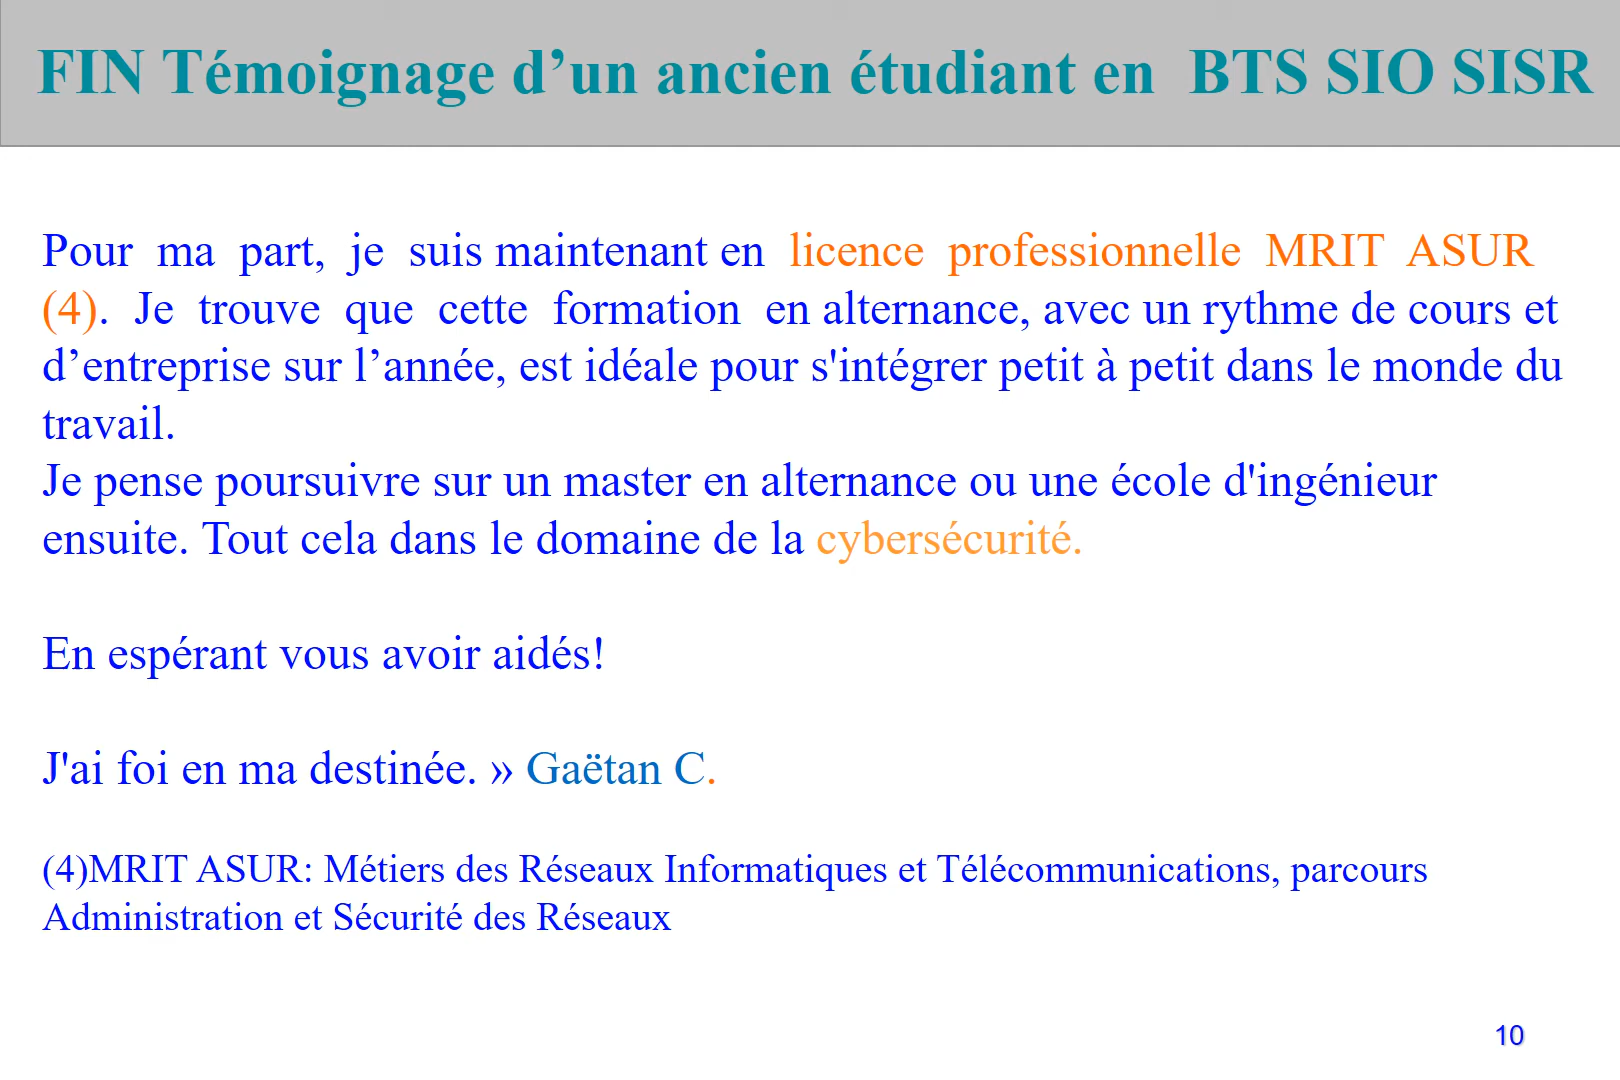 FIN Témoignage d’un ancien étudiant en BTS SIO SISR
Pour ma part, je suis maintenant en licence professionnelle MRIT ASUR
(4). Je trouve que cette formation en alternance, avec un rythme de cours et
d’entreprise sur l’année, est idéale pour s'intégrer petit à petit dans le monde du
travail.
Je pense poursuivre sur un master en alternance ou une école d'ingénieur
ensuite. Tout cela dans le domaine de la cybersécurité.
En espérant vous avoir aidés!
J'ai foi en ma destinée. » Gaëtan C.
(4)MRIT ASUR: Métiers des Réseaux Informatiques et Télécommunications, parcours
Administration et Sécurité des Réseaux
10